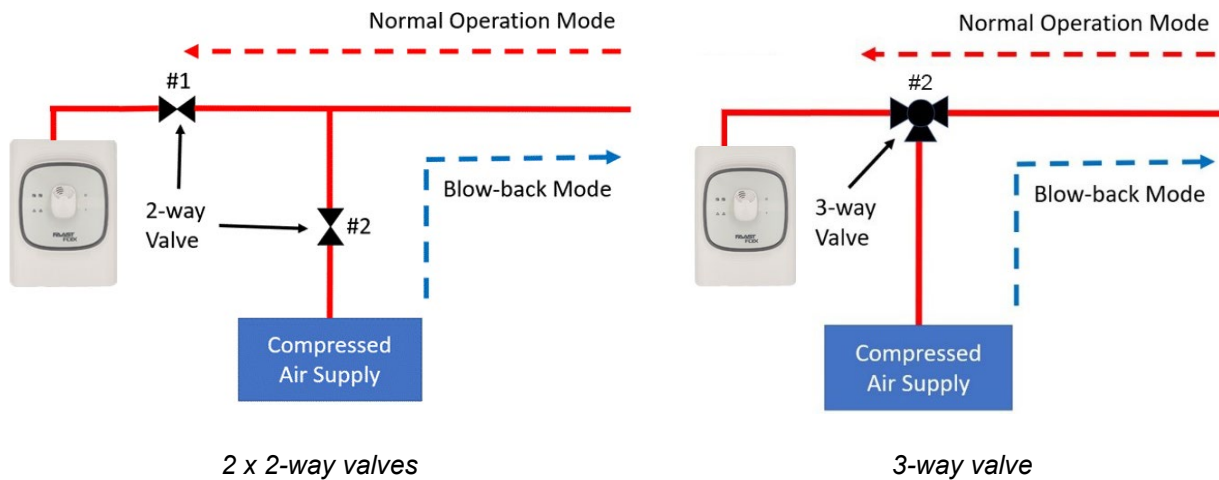 Normal Operation Mode
#1
2-way
Valve
#2
Blow-back Mode
Compressed
Air Supply
2 x 2-way valves
Normal Operation Mode
#2
3-way
Valve
Blow-back Mode
Compressed
Air Supply
3-way valve